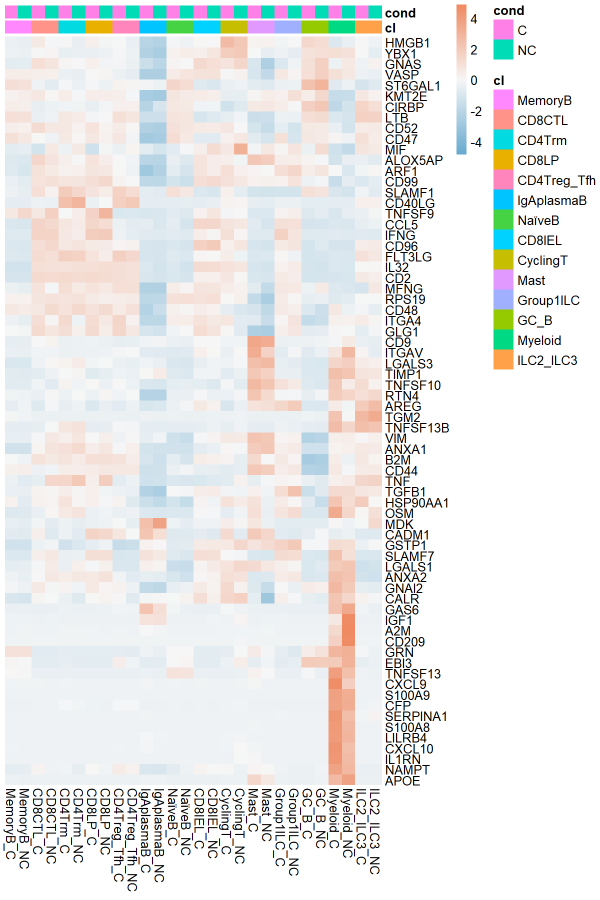 cond
cl
HMGB1
YBX1
GNAS
VASP
ST6GAL1
KMT2E
CIRBP
LTB
CD52
CD47
MIF
ALOX5AP
ARF1
CD99
SLAMF1
CD40LG
TNFSF9
CCL5
IFNG
CD96
FLT3LG
IL32
CD2
MFNG
RPS19
CD48
ITGA4
GLG1
CD9
ITGAV
LGALS3
TIMP1
TNFSF10
RTN4
AREG
TGM2
TNFSF13B
VIM
ANXA1
B2M
CD44
TNF
TGFB1
HSP90AA1
OSM
MDK
CADM1
GSTP1
SLAMF7
LGALS1
ANXA2
GNAI2
CALR
GAS6
IGF1
A2M
CD209
GRN
EBI3
TNFSF13
CXCL9
S100A9
CFP
SERPINA1
S100A8
LILRB4
CXCL10
IL1RN
NAMPT
APOE
MemoryB_C
MemoryB_NC
CD8CTL_C
CD8CTL_NC
CD4Trm_C
CD4Trm_NC
CD8LP_C
CD8LP_NC
CD4Treg_Tfh_C
CD4Treg_Tfh_NC
IgAplasmaB_C
IgAplasmaB_NC
NaïveB_C
NaïveB_NC
CD8IEL_C
CD8IEL_NC
CyclingT_C
CyclingT_NC
Mast_C
Mast_NC
Group1ILC_C
Group1ILC_NC
GC_B_C
GC_B_NC
Myeloid_C
Myeloid_NC
ILC2_ILC3_C
ILC2_ILC3_NC
4
2
0
-2
-4
cond
C
NC
cl
MemoryB
CD8CTL
CD4Trm
CD8LP
CD4Treg_Tfh
IgAplasmaB
NaïveB
CD8IEL
CyclingT
Mast
Group1ILC
GC_B
Myeloid
ILC2_ILC3